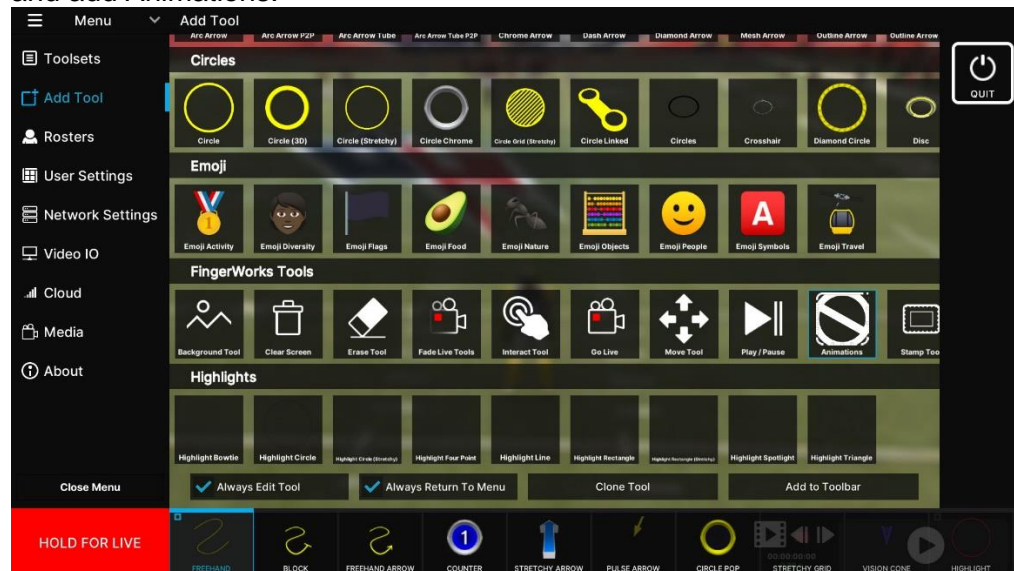 and add Animations.
Menu
Add Tool
Arc Arrow
Arc Arrow P2P
Arc Arrow Tube
Arc Arrow Tube P2P
Chrome Arrow
Dash Arrow
Diamond Arrow
Mesh Arrow
Outline Arrow
Outline Arrow
QUIT
Toolsets
Add Tool
Rosters
User Settings
Network Settings
Video IO
Cloud
Media
About
Close Menu
Circles
Circle
Circle (3D)
Circle (Stretchy)
Circle Chrome
Circle Grid (Stretchy)
Circle Linked
Circles
Crosshair
Diamond Circle
Disc
Emoji
1
A
Emoji Activity
Emoji Diversity
Emoji Flags
Emoji Food
Emoji Nature
Emoji Objects
Emoji People
Emoji Symbols
Emoji Travel
FingerWorks Tools
Background Tool
Clear Screen
Erase Tool
Fade Live Tools
Interact Tool
Go Live
Move Tool
Play / Pause
Animations
Stamp Too
Highlights
Highlight Bowtie
Highlight Circle
Highlight Circle (Stretchy)
Highlight Four Point
Highlight Line
Highlight Rectangle
Highlight Rectangle (Stretchy)
Highlight Spotlight
Highlight Triangle
Always Edit Tool
Always Return To Menu
Clone Tool
Add to Toolbar
HOLD FOR LIVE
1
00:00:00:00
FREEHAND
BLOCK
FREEHAND ARROW
COUNTER
STRETCHY ARROW
PULSE ARROW
CIRCLE POP
STRETCHY GRID
VISION CONE
HIGHLIGHT